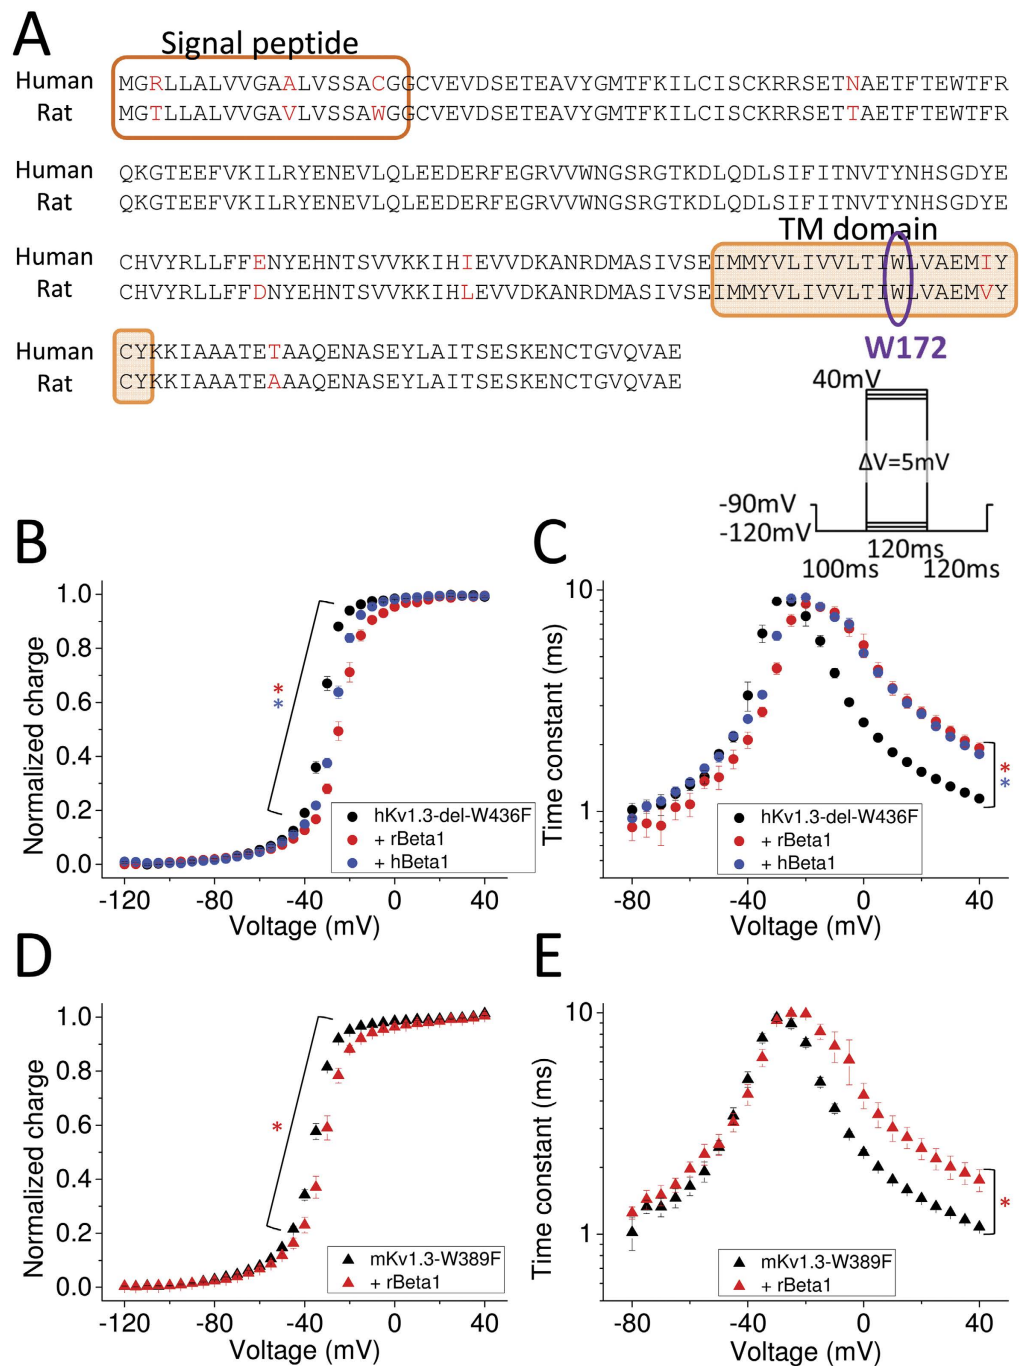 A
Signal peptide
Human MGRLLALVVGAALVSSACGGCVEVDSETEAVYGMTFKILCISCKRRSETNAETFTEWTFR
Rat MGTLLALVVGAVLVSSAWGGCVEVDSETEAVYGMTFKILCISCKRRSETTAETFTEWTFR
Human QKGTEEFVKILRYENEVLQLEEDERFEGRVVWNGSRGTKDLQDLSIFITNVTYNHSGDYE
Rat QKGTEEFVKILRYENEVLQLEEDERFEGRVVWNGSRGTKDLQDLSIFITNVTYNHSGDYE
TM domain
Human CHVYRLLFFENYEHNTSVVKKIHIEVVDKANRDMASIVSEIMMYVLIVVLTIWLVAEMIY
Rat CHVYRLLFFDNYEHNTSVVKKIHLEVVDKANRDMASIVSEIMMYVLIVVLTIWLVAEMVY
W172
Human CYKKIAAATETAAQENASEYLAITSESKENCTGVQVAE
Rat CYKKIAAATEAAAQENASEYLAITSESKENCTGVQVAE
40mV
ΔV=5mV
-90mV
-120mV
120ms
100ms 120ms
B
1.0
0.8
0.6
0.4
0.2
0.0
Normalized charge
* 
*
hKv1.3-del-W436F
+ rBeta1
+ hBeta1
-120 -80 -40 0 40
Voltage (mV)
C
10
1
Time constant (ms)
*
*
hKv1.3-del-W436F
+ rBeta1
+ hBeta1
-80 -40 0 40
Voltage (mV)
D
1.0
0.8
0.6
0.4
0.2
0.0
Normalized charge
*
mKv1.3-W389F
+ rBeta1
-120 -80 -40 0 40
Voltage (mV)
E
10
1
Time constant (ms)
*
mKv1.3-W389F
+ rBeta1
-80 -40 0 40
Voltage (mV)